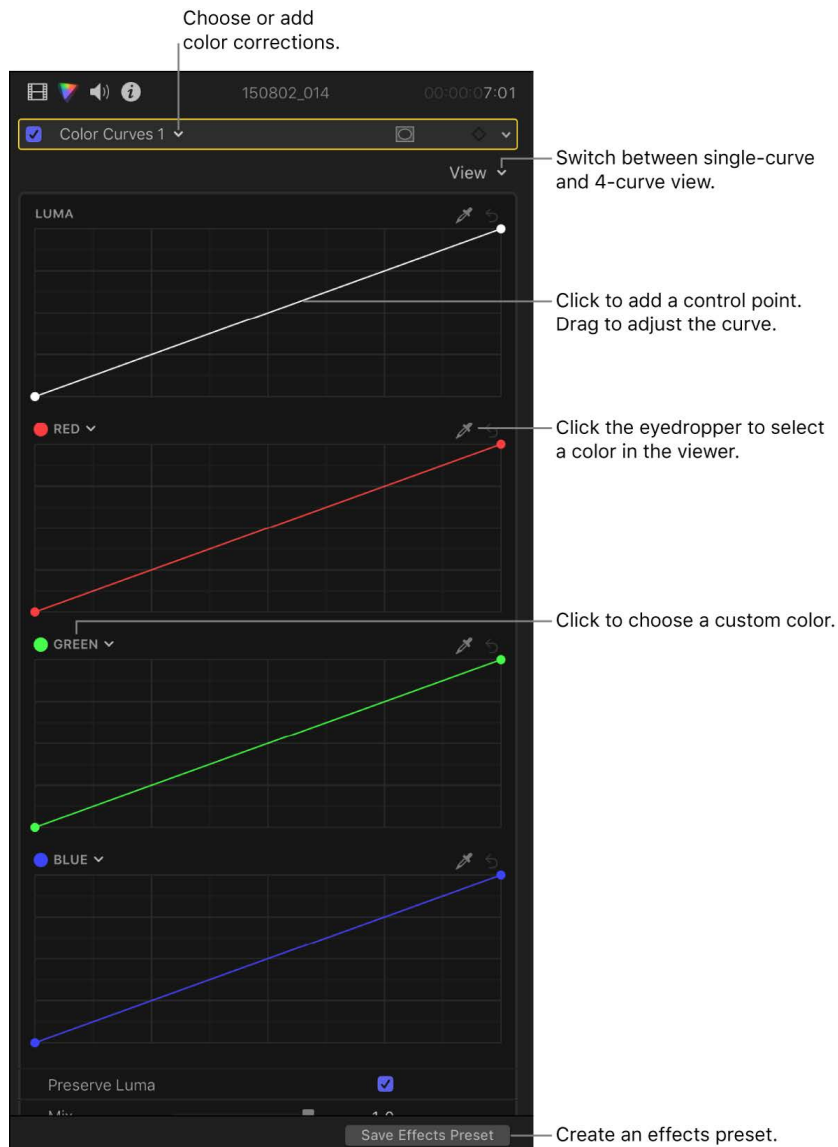 Choose or add
color corrections.
150802_014 00:00:07:01
Color Curves 1
Switch between single-curve
and 4-curve view.
View
LUMA
Click to add a control point.
Drag to adjust the curve.
RED
Click the eyedropper to select
a color in the viewer.
Click to choose a custom color.
GREEN
BLUE
Preserve Luma
Mix 1.0
Save Effects Preset
Create an effects preset.